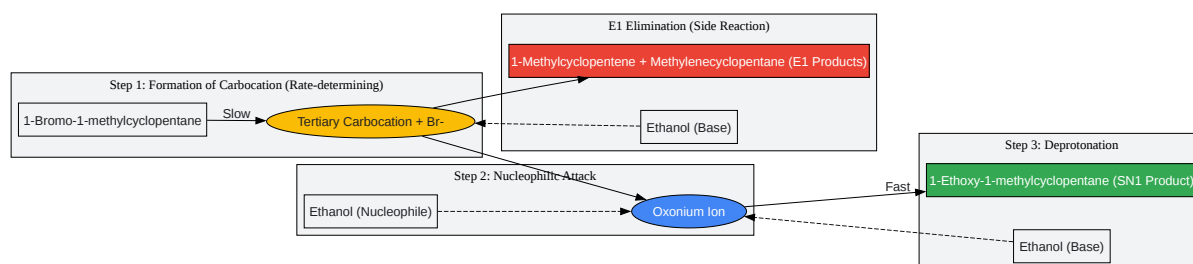 E1 Elimination (Side Reaction)
1-Methylcyclopentene + Methylenecyclopentane (E1 Products)
Ethanol (Base)
Step 1: Formation of Carbocation (Rate-determining)
1-Bromo-1-methylcyclopentane
Slow
Tertiary Carbocation + Br-
Step 2: Nucleophilic Attack
Ethanol (Nucleophile)
Oxonium Ion
Fast
Step 3: Deprotonation
1-Ethoxy-1-methylcyclopentane (SN1 Product)
Ethanol (Base)